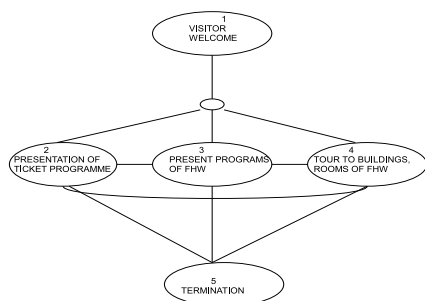 1
VISITOR
WELCOME
2
PRESENTATION OF
TICKET PROGRAMME
3
PRESENT PROGRAMS
OF FHW
4
TOUR TO BUILDINGS,
ROOMS OF FHW
5
TERMINATION